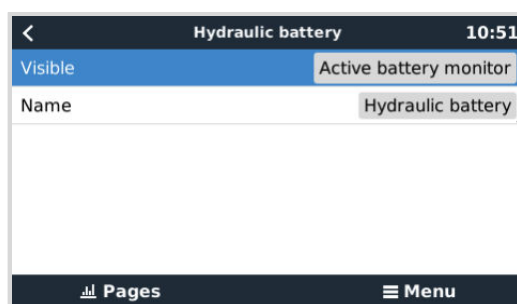 Hydraulic battery 10:51
Visible Active battery monitor
Name Hydraulic battery
Pages Menu